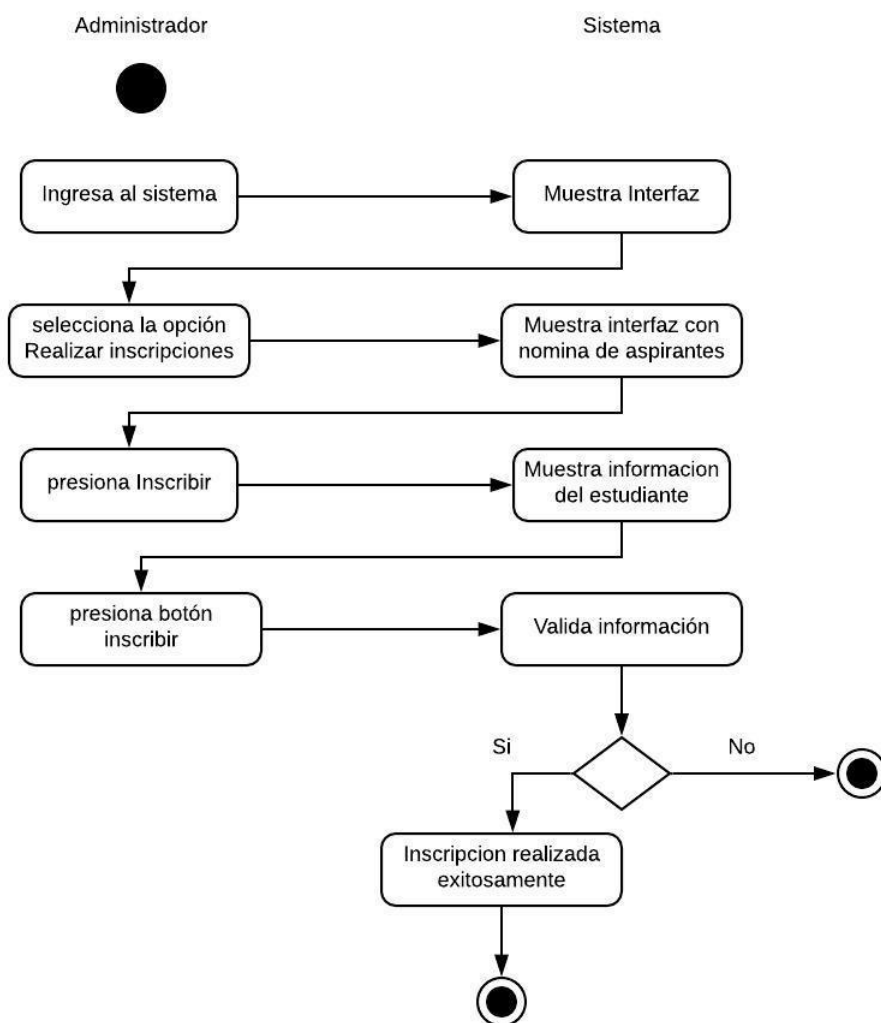 Administrador
Sistema
Ingresa al sistema
Muestra Interfaz
selecciona la opción
Realizar inscripciones
Muestra interfaz con
nomina de aspirantes
presiona Inscribir
Muestra informacion
del estudiante
presiona botón
inscribir
Valida información
Si
No
Inscripcion realizada
exitosamente